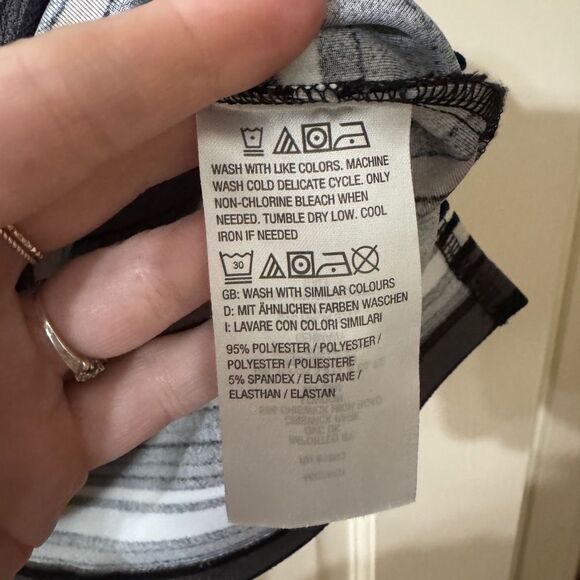 WASH WITH LIKE COLORS. MACHINE
WASH COLD DELICATE CYCLE. ONLY
NON-CHLORINE BLEACH WHEN
NEEDED. TUMBLE DRY LOW. COOL
IRON IF NEEDED
30
GB: WASH WITH SIMILAR COLOURS
D: MIT ÄHNLICHEN FARBEN WASCHEN
I: LAVARE CON COLORI SIMILARI
95% POLYESTER / POLYESTER /
POLYESTER / POLIESTERE
5% SPANDEX / ELASTANE /
ELASTHAN / ELASTAN